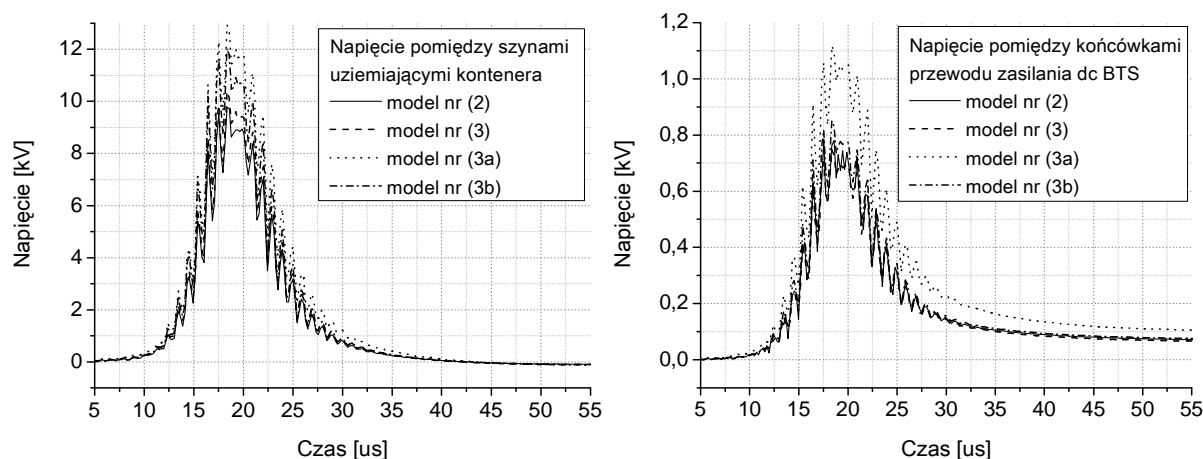 Napięcie [kV]
12
10
8
6
4
2
0
Napięcie pomiędzy szynami
uziemiającymi kontenera
model nr (2)
model nr (3)
model nr (3a)
model nr (3b)
5 10 15 20 25 30 35 40 45 50 55
Czas [us]
Napięcie [kV]
1,2
1,0
0,8
0,6
0,4
0,2
0,0
Napięcie pomiędzy końcówkami
przewodu zasilania dc BTS
model nr (2)
model nr (3)
model nr (3a)
model nr (3b)
5 10 15 20 25 30 35 40 45 50 55
Czas [us]